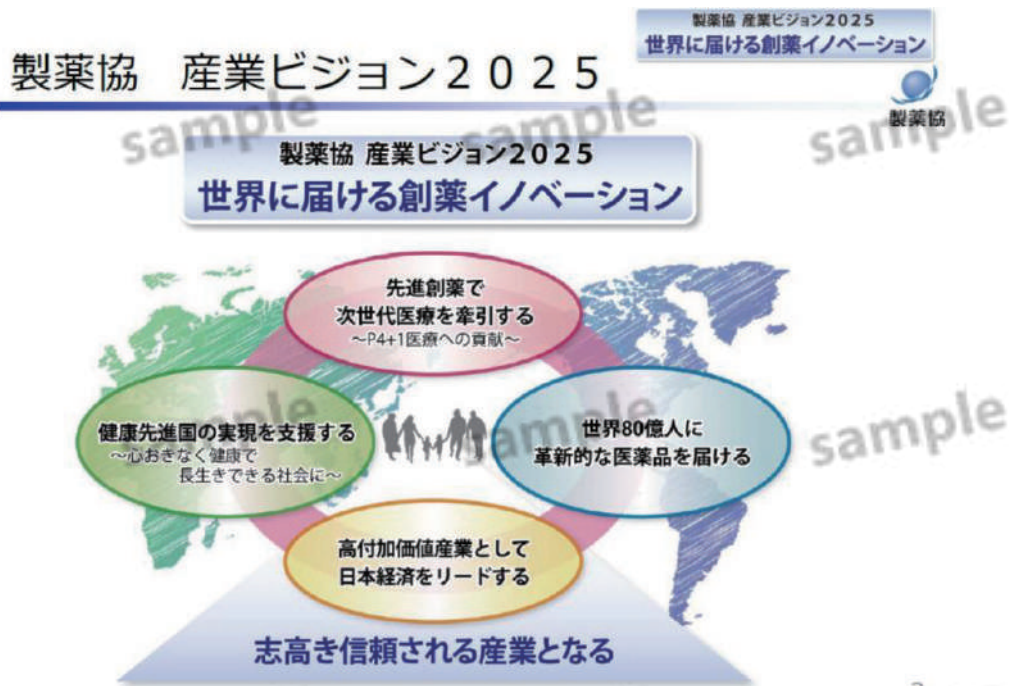 製薬協 産業ビジョン2025
世界に届ける創薬イノベーション
製薬協　産業ビジョン２０２５
製薬協
sample
sample
sample
製薬協 産業ビジョン2025
世界に届ける創薬イノベーション
先進創薬で
次世代医療を牽引する
～P4+1医療への貢献～
健康先進国の実現を支援する
～心おきなく健康で
長生きできる社会に～
世界80億人に
革新的な医薬品を届ける
sample
sample
sample
高付加価値産業として
日本経済をリードする
志高き信頼される産業となる